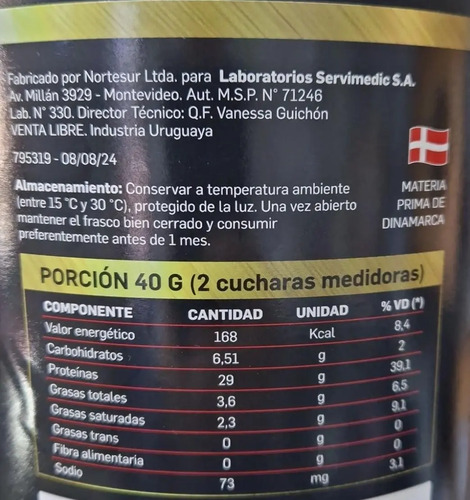 Fabricado por Nortesur Ltda. para Laboratorios Servimedic S.A.
Av. Millán 3929 - Montevideo. Aut. M.S.P. N° 71246
Lab. N° 330. Director Técnico: Q.F. Vanessa Guichón
VENTA LIBRE. Industria Uruguaya
795319 - 08/08/24
Almacenamiento: Conservar a temperatura ambiente
(entre 15 °C y 30 °C), protegido de la luz. Una vez abierto
mantener el frasco bien cerrado y consumir
preferentemente antes de 1 mes.
MATERIA
PRIMA DE
DINAMARCA
PORCIÓN 40 G (2 cucharas medidoras)
COMPONENTE CANTIDAD UNIDAD % VD (*)
Valor energético 168 Kcal 8,4
Carbohidratos 6,51 g 2
Proteínas 29 g 39,1
Grasas totales 3,6 g 6,5
Grasas saturadas 2,3 g 9,1
Grasas trans 0 g 0
Fibra alimentaria 0 g 0
Sodio 73 mg 3,1